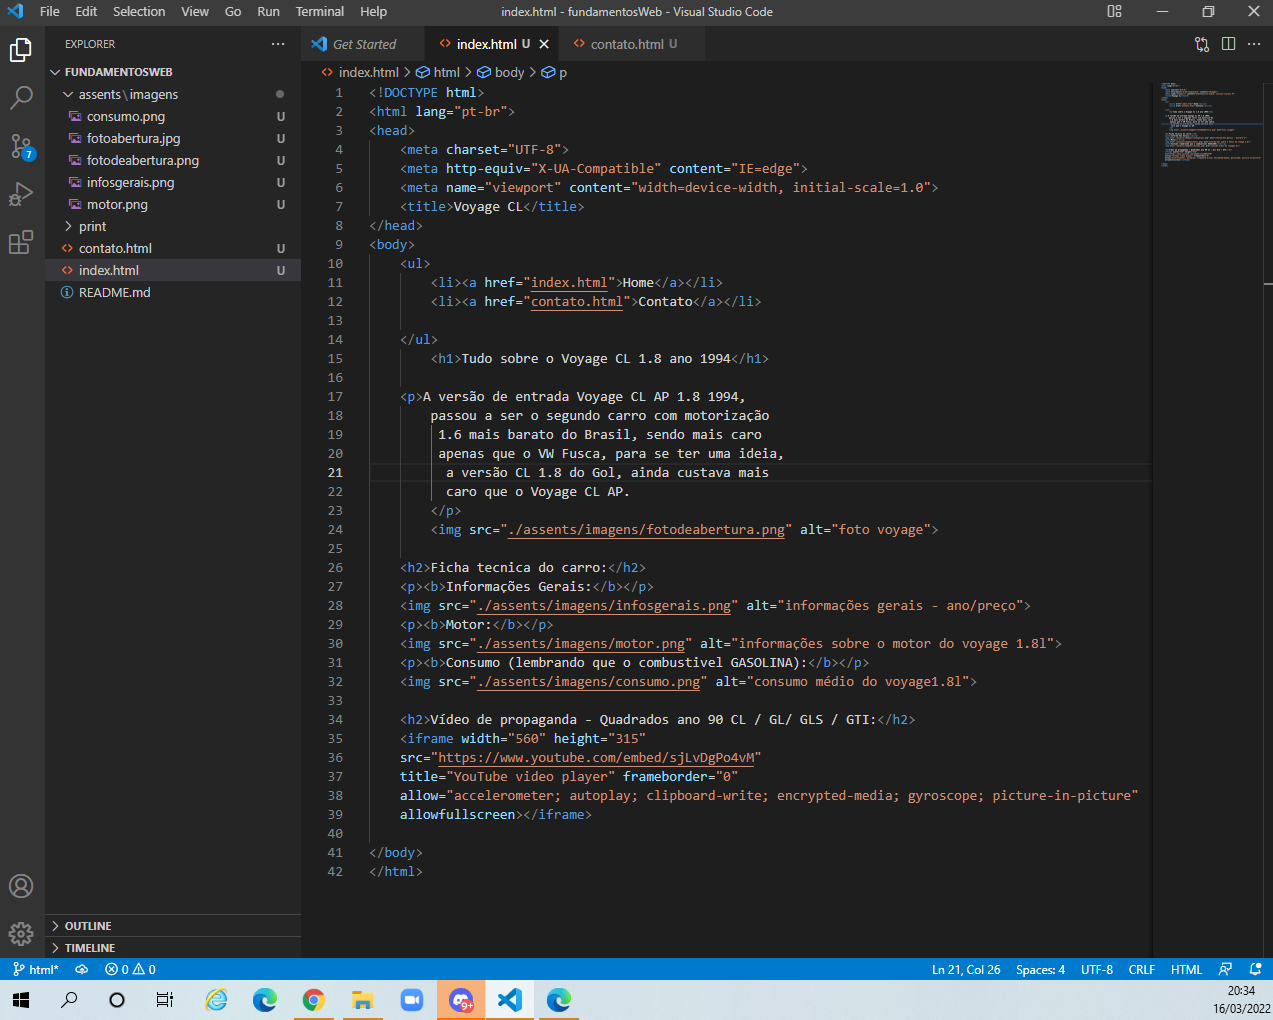 File Edit Selection View Go Run Terminal Help index.html - fundamentosWeb - Visual Studio Code
EXPLORER ···
FUNDAMENTOSWEB
assents\imagens
consumo.png U
fotoabertura.jpg U
fotodeabertura.png U
infosgerais.png U
motor.png U
print
contato.html U
index.html U
README.md
7
OUTLINE
TIMELINE
Get Started
index.html U
contato.html U
index.html > html > body > p
1 <!DOCTYPE html>
2 <html lang="pt-br">
3 <head>
4 <meta charset="UTF-8">
5 <meta http-equiv="X-UA-Compatible" content="IE=edge">
6 <meta name="viewport" content="width=device-width, initial-scale=1.0">
7 <title>Voyage CL</title>
8 </head>
9 <body>
10 <ul>
11 <li><a href="index.html">Home</a></li>
12 <li><a href="contato.html">Contato</a></li>
13
14 </ul>
15 <h1>Tudo sobre o Voyage CL 1.8 ano 1994</h1>
16
17 <p>A versão de entrada Voyage CL AP 1.8 1994,
18 passou a ser o segundo carro com motorização
19 1.6 mais barato do Brasil, sendo mais caro
20 apenas que o VW Fusca, para se ter uma ideia,
21 a versão CL 1.8 do Gol, ainda custava mais
22 caro que o Voyage CL AP.
23 </p>
24 <img src="./assents/imagens/fotodeabertura.png" alt="foto voyage">
25
26 <h2>Ficha tecnica do carro:</h2>
27 <p><b>Informações Gerais:</b></p>
28 <img src="./assents/imagens/infosgerais.png" alt="informações gerais - ano/preço">
29 <p><b>Motor:</b></p>
30 <img src="./assents/imagens/motor.png" alt="informações sobre o motor do voyage 1.8l">
31 <p><b>Consumo (lembrando que o combustivel GASOLINA):</b></p>
32 <img src="./assents/imagens/consumo.png" alt="consumo médio do voyage1.8l">
33
34 <h2>Vídeo de propaganda - Quadrados ano 90 CL / GL/ GLS / GTI:</h2>
35 <iframe width="560" height="315"
36 src="https://www.youtube.com/embed/sjLvDgPo4vM"
37 title="YouTube video player" frameborder="0"
38 allow="accelerometer; autoplay; clipboard-write; encrypted-media; gyroscope; picture-in-picture"
39 allowfullscreen></iframe>
40
41 </body>
42 </html>
html* 0 0 Ln 21, Col 26 Spaces: 4 UTF-8 CRLF HTML
9+
20:34
16/03/2022